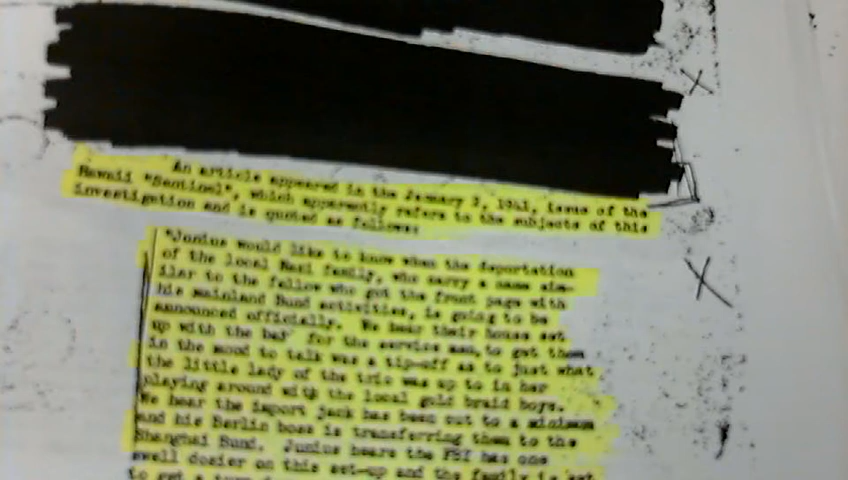 An article appeared in the January 3, 1941, issue of the
Hawaii "Sentinel", which apparently refers to the subjects of this
investigation and is quoted as follows:
"Junius would like to know when the deportation
of the local Nazi family, who carry a name sim-
ilar to the fellow who got the front page with
his mainland Bund activities, is going to be
announced officially. We hear their house set
up with the bar for the service men, to get them
in the mood to talk was a tip-off as to just what
the little lady of the trio was up to in her
playing around with the local gold braid boys.
We hear the import jack has been cut to a minimum
and his Berlin boss is transferring them to the
Shanghai Bund. Junius hears the FBI has one
swell dosier on this set-up and the family is set
to get a